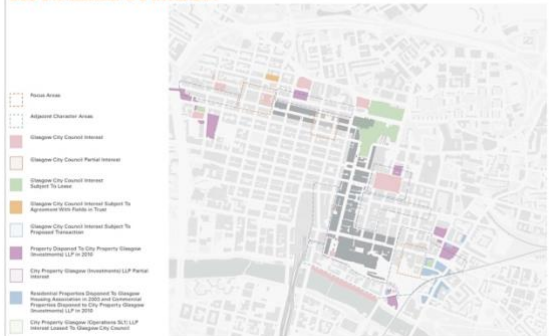 Focus Areas
Adjacent Character Areas
Glasgow City Council Interest
Glasgow City Council Partial Interest
Glasgow City Council Interest
Subject To Lease
Glasgow City Council Interest Subject To
Agreement With Fields in Trust
Glasgow City Council Interest Subject To
Proposed Transaction
Property Disposed To City Property Glasgow
(Investments) LLP in 2010
City Property Glasgow (Investments) LLP Partial
Interest
Residential Properties Disposed To Glasgow
Housing Association in 2003 and Commercial
Properties Disposed to City Property Glasgow
(Investments) LLP in 2010
City Property Glasgow (Operations SL1) LLP
Interest Leased To Glasgow City Council